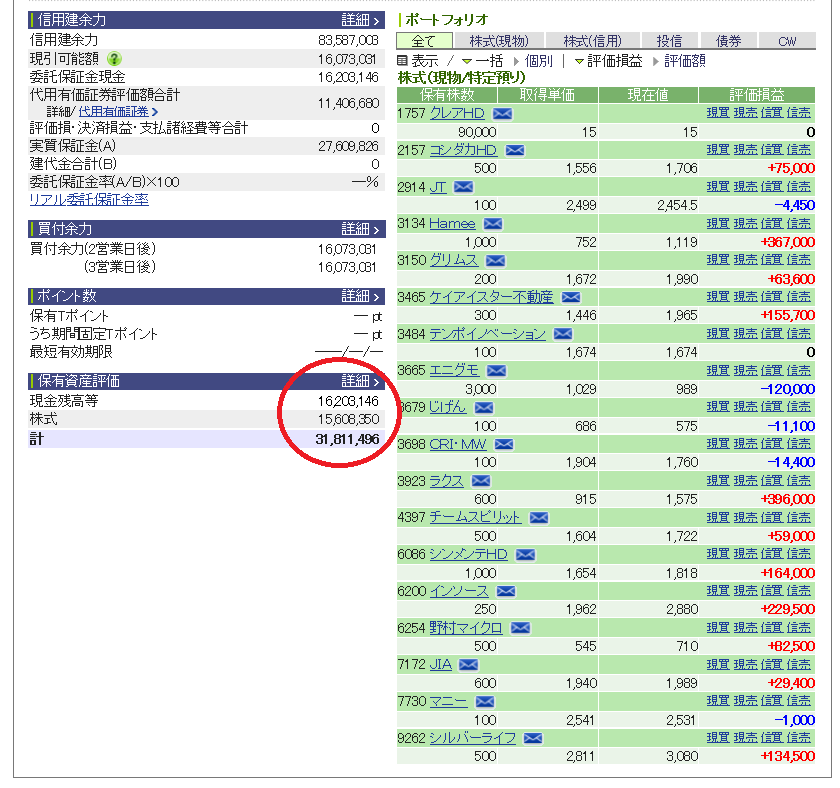 信用建余力 詳細
信用建余力 83,587,003
現引可能額 ? 16,073,031
委託保証金現金 16,203,146
代用有価証券評価額合計 11,406,680
詳細/代用有価証券
評価損・決済損益・支払諸経費等合計 0
実質保証金(A) 27,609,826
建代金合計(B) 0
委託保証金率(A/B)×100 ―%
リアル委託保証金率
買付余力 詳細
買付余力(2営業日後) 16,073,031
(3営業日後) 16,073,031
ポイント数 詳細
保有Tポイント ― pt
うち期間固定Tポイント ― pt
最短有効期限 ――/―/―
保有資産評価 詳細
現金残高等 16,203,146
株式 15,608,350
計 31,811,496
ポートフォリオ
全て 株式(現物) 株式(信用) 投信 債券 CW
表示 / 一括 個別 | 評価損益 評価額
株式(現物/特定預り)
保有株数 取得単価 現在値 評価損益
1757 クレアHD 現買 現売 信買 信売
90,000 15 15 0
2157 コシダカHD 現買 現売 信買 信売
500 1,556 1,706 +75,000
2914 JT 現買 現売 信買 信売
100 2,499 2,454.5 -4,450
3134 Hamee 現買 現売 信買 信売
1,000 752 1,119 +367,000
3150 グリムス 現買 現売 信買 信売
200 1,672 1,990 +63,600
3465 ケイアイスター不動産 現買 現売 信買 信売
300 1,446 1,965 +155,700
3484 テンポイノベーション 現買 現売 信買 信売
100 1,674 1,674 0
3665 エニグモ 現買 現売 信買 信売
3,000 1,029 989 -120,000
3679 じげん 現買 現売 信買 信売
100 686 575 -11,100
3698 CRI・MW 現買 現売 信買 信売
100 1,904 1,760 -14,400
3923 ラクス 現買 現売 信買 信売
600 915 1,575 +396,000
4397 チームスピリット 現買 現売 信買 信売
500 1,604 1,722 +59,000
6086 シンメンテHD 現買 現売 信買 信売
1,000 1,654 1,818 +164,000
6200 インソース 現買 現売 信買 信売
250 1,962 2,880 +229,500
6254 野村マイクロ 現買 現売 信買 信売
500 545 710 +82,500
7172 JIA 現買 現売 信買 信売
600 1,940 1,989 +29,400
7730 マニー 現買 現売 信買 信売
100 2,541 2,531 -1,000
9262 シルバーライフ 現買 現売 信買 信売
500 2,811 3,080 +134,500